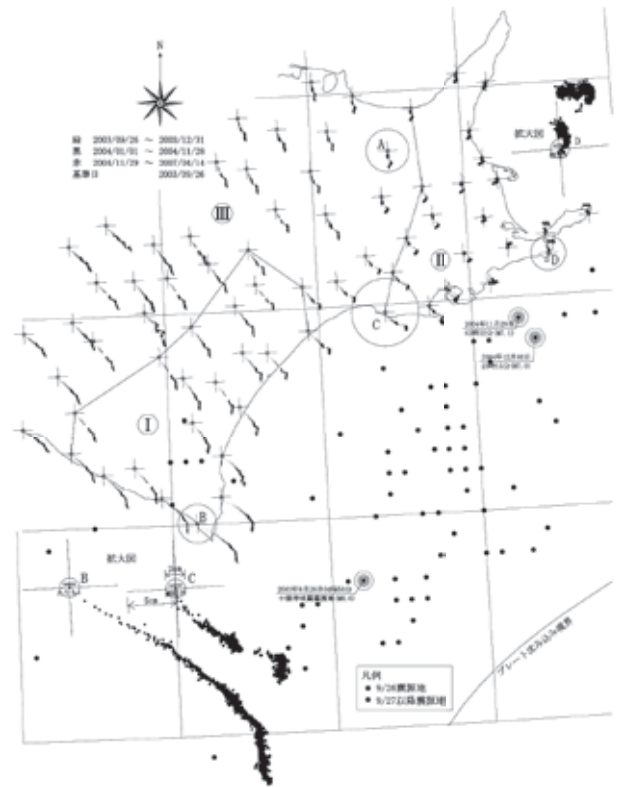 N
緑 2003/09/26 ～ 2003/12/31
黒 2004/01/01 ～ 2004/11/28
赤 2004/11/29 ～ 2007/04/14
基準日 2003/09/26
拡大図
D
A
Ⅲ
Ⅱ
D
C
Ⅰ
B
拡大図
B
C
5cm
プレート沈み込み境界
凡例
9/26震源地
9/27以降震源地